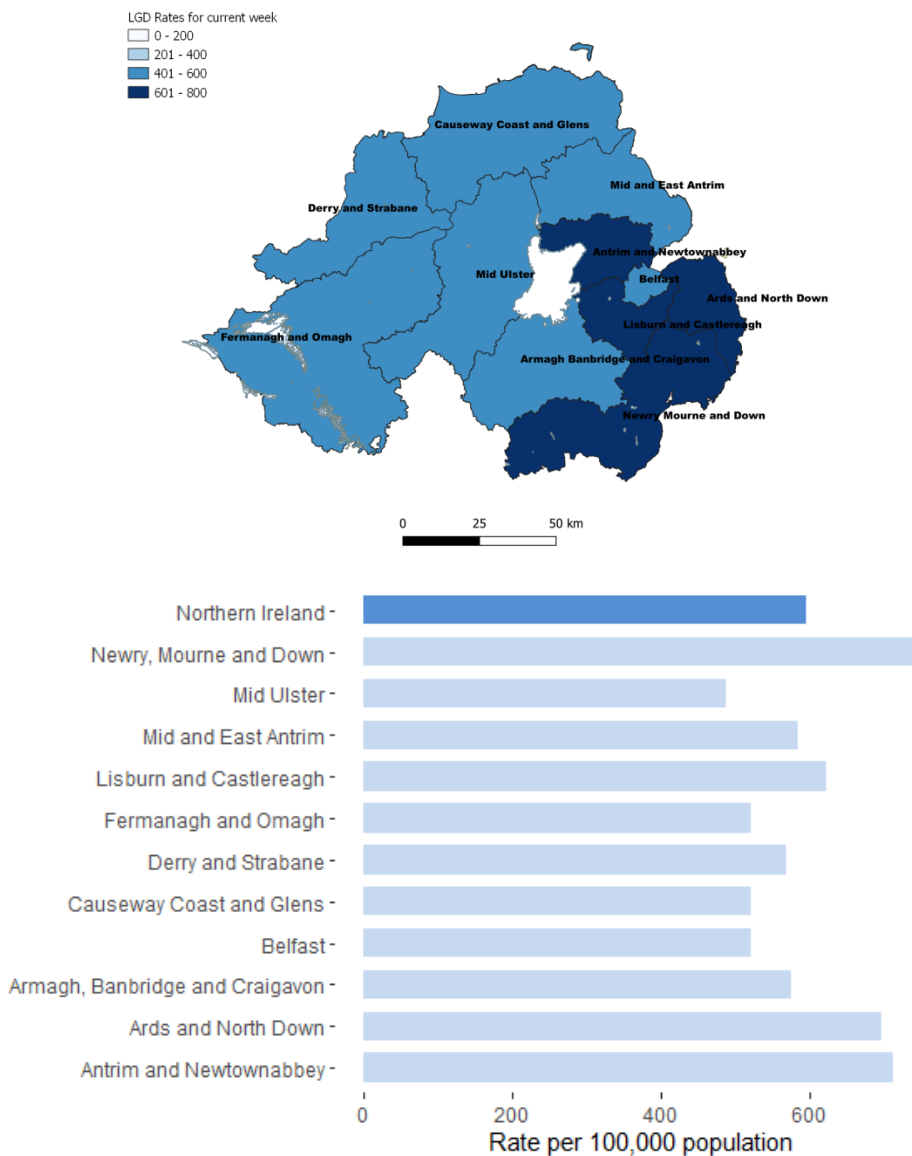 LGD Rates for current week
0 - 200
201 - 400
401 - 600
601 - 800
Causeway Coast and Glens
Mid and East Antrim
Derry and Strabane
Antrim and Newtownabbey
Mid Ulster
Belfast
Ards and North Down
Lisburn and Castlereagh
Fermanagh and Omagh
Armagh Banbridge and Craigavon
Newry Mourne and Down
0 25 50 km
Northern Ireland
Newry, Mourne and Down
Mid Ulster
Mid and East Antrim
Lisburn and Castlereagh
Fermanagh and Omagh
Derry and Strabane
Causeway Coast and Glens
Belfast
Armagh, Banbridge and Craigavon
Ards and North Down
Antrim and Newtownabbey
0 200 400 600
Rate per 100,000 population